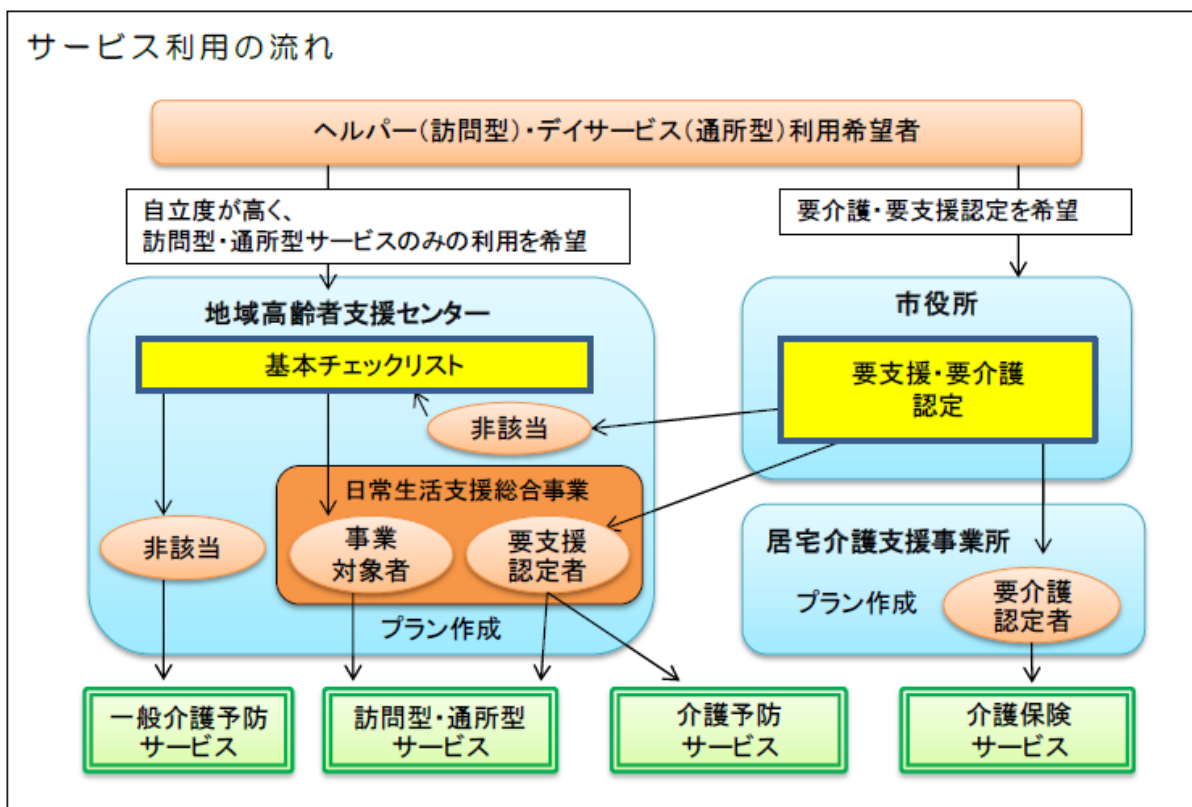 サービス利用の流れ
ヘルパー（訪問型）・デイサービス（通所型）利用希望者
自立度が高く、
訪問型・通所型サービスのみの利用を希望
要介護・要支援認定を希望
地域高齢者支援センター
基本チェックリスト
非該当
市役所
要支援・要介護
認定
日常生活支援総合事業
非該当
事業
対象者
要支援
認定者
プラン作成
居宅介護支援事業所
プラン作成
要介護
認定者
一般介護予防
サービス
訪問型・通所型
サービス
介護予防
サービス
介護保険
サービス